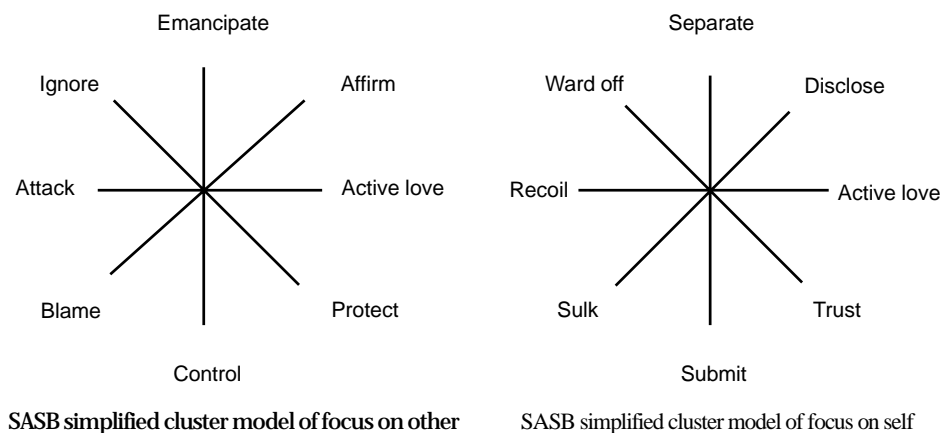 Emancipate
Ignore
Affirm
Attack
Active love
Blame
Protect
Control
SASB simplified cluster model of focus on other
Separate
Ward off
Disclose
Recoil
Active love
Sulk
Trust
Submit
SASB simplified cluster model of focus on self